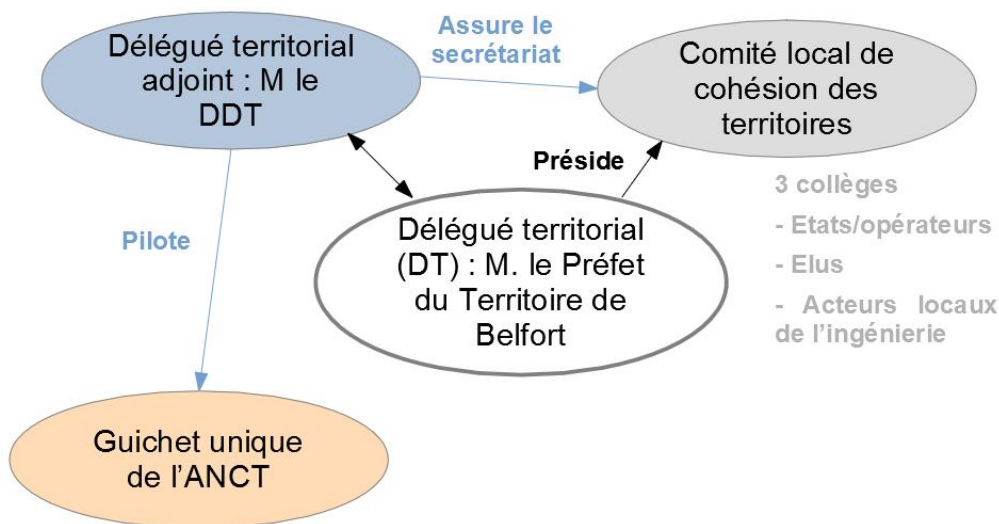 Délégué territorial
adjoint : M le
DDT
Assure le
secrétariat
Comité local de
cohésion des
territoires
Préside
3 collèges
- Etats/opérateurs
- Elus
- Acteurs locaux
de l'ingénierie
Pilote
Délégué territorial
(DT) : M. le Préfet
du Territoire de
Belfort
Guichet unique
de l'ANCT